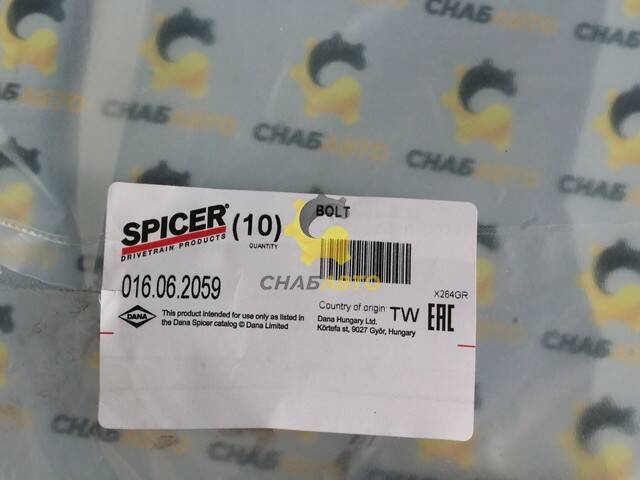 SPICER
DRIVETRAIN PRODUCTS
(10)
QUANTITY
BOLT
016.06.2059
X264GR
DANA
This product intended for use only as listed in
the Dana Spicer catalog © Dana Limited
Country of origin TW
Dana Hungary Ltd.
Körtefa st, 9027 Győr, Hungary
EAC
СНАБАВТО
СНАБАВТО
СНАБАВТО
СНАБАВТО